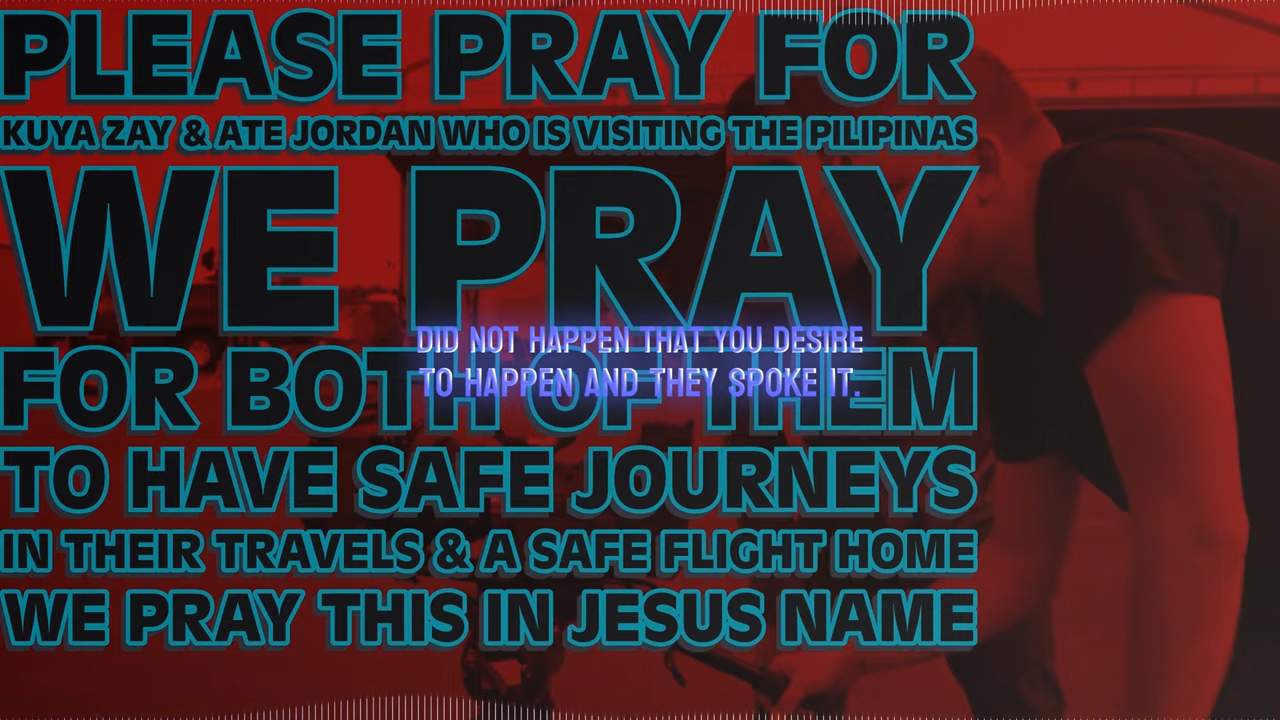 PLEASE PRAY FOR
KUYA ZAY & ATE JORDAN WHO IS VISITING THE PILIPINAS
WE PRAY
DID NOT HAPPEN THAT YOU DESIRE
TO HAPPEN AND THEY SPOKE IT.
FOR BOTH OF THEM
TO HAVE SAFE JOURNEYS
IN THEIR TRAVELS & A SAFE FLIGHT HOME
WE PRAY THIS IN JESUS NAME